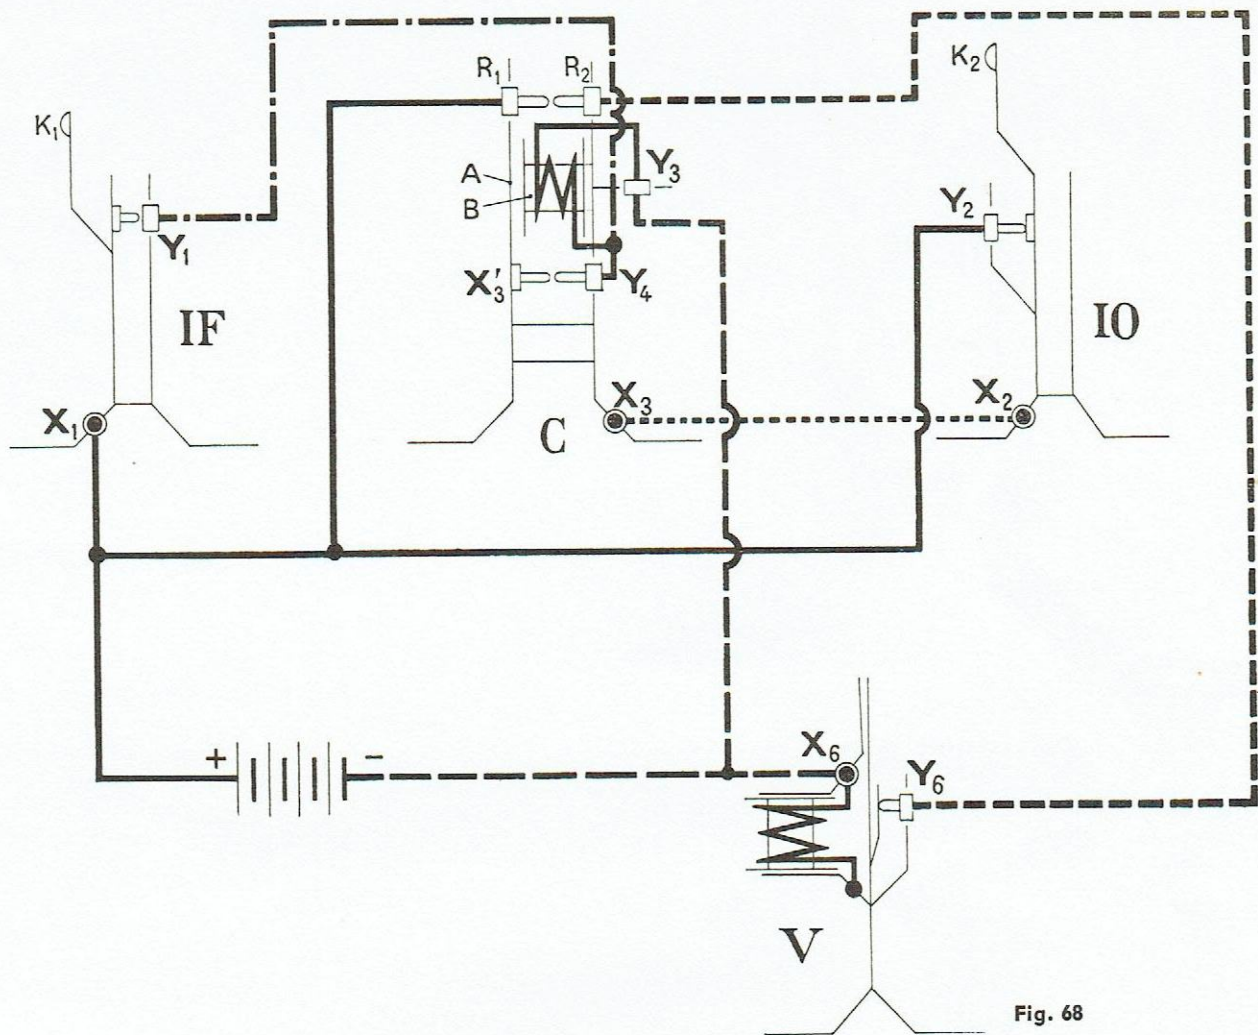 R₁
R₂
K₂
K₁
A
B
Y₃
Y₁
Y₂
X'₃
Y₄
IF
IO
X₁
X₃
X₂
C
+
-
X₆
Y₆
V
Fig. 68